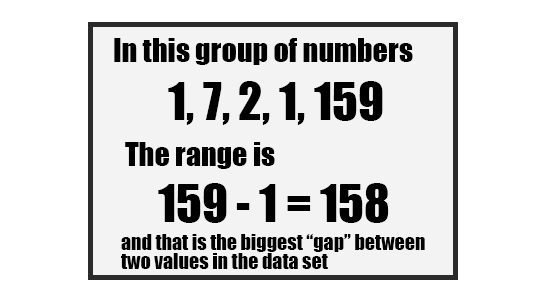 In this group of numbers
1, 7, 2, 1, 159
The range is
159 - 1 = 158
and that is the biggest “gap” between
two values in the data set